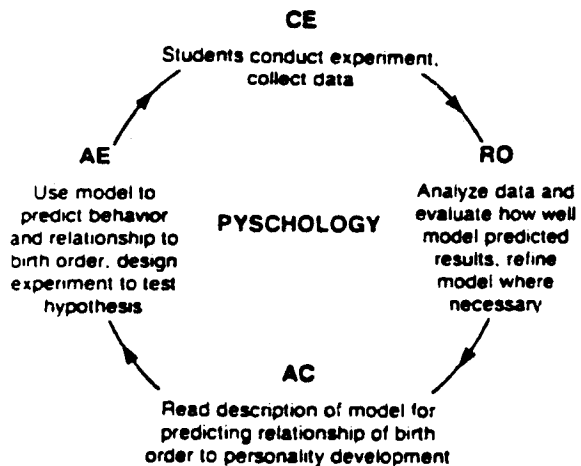 CE
Students conduct experiment,
collect data
RO
Analyze data and
evaluate how well
model predicted
results, refine
model where
necessary
AC
Read description of model for
predicting relationship of birth
order to personality development
AE
Use model to
predict behavior
and relationship to
birth order, design
experiment to test
hypothesis
PYSCHOLOGY